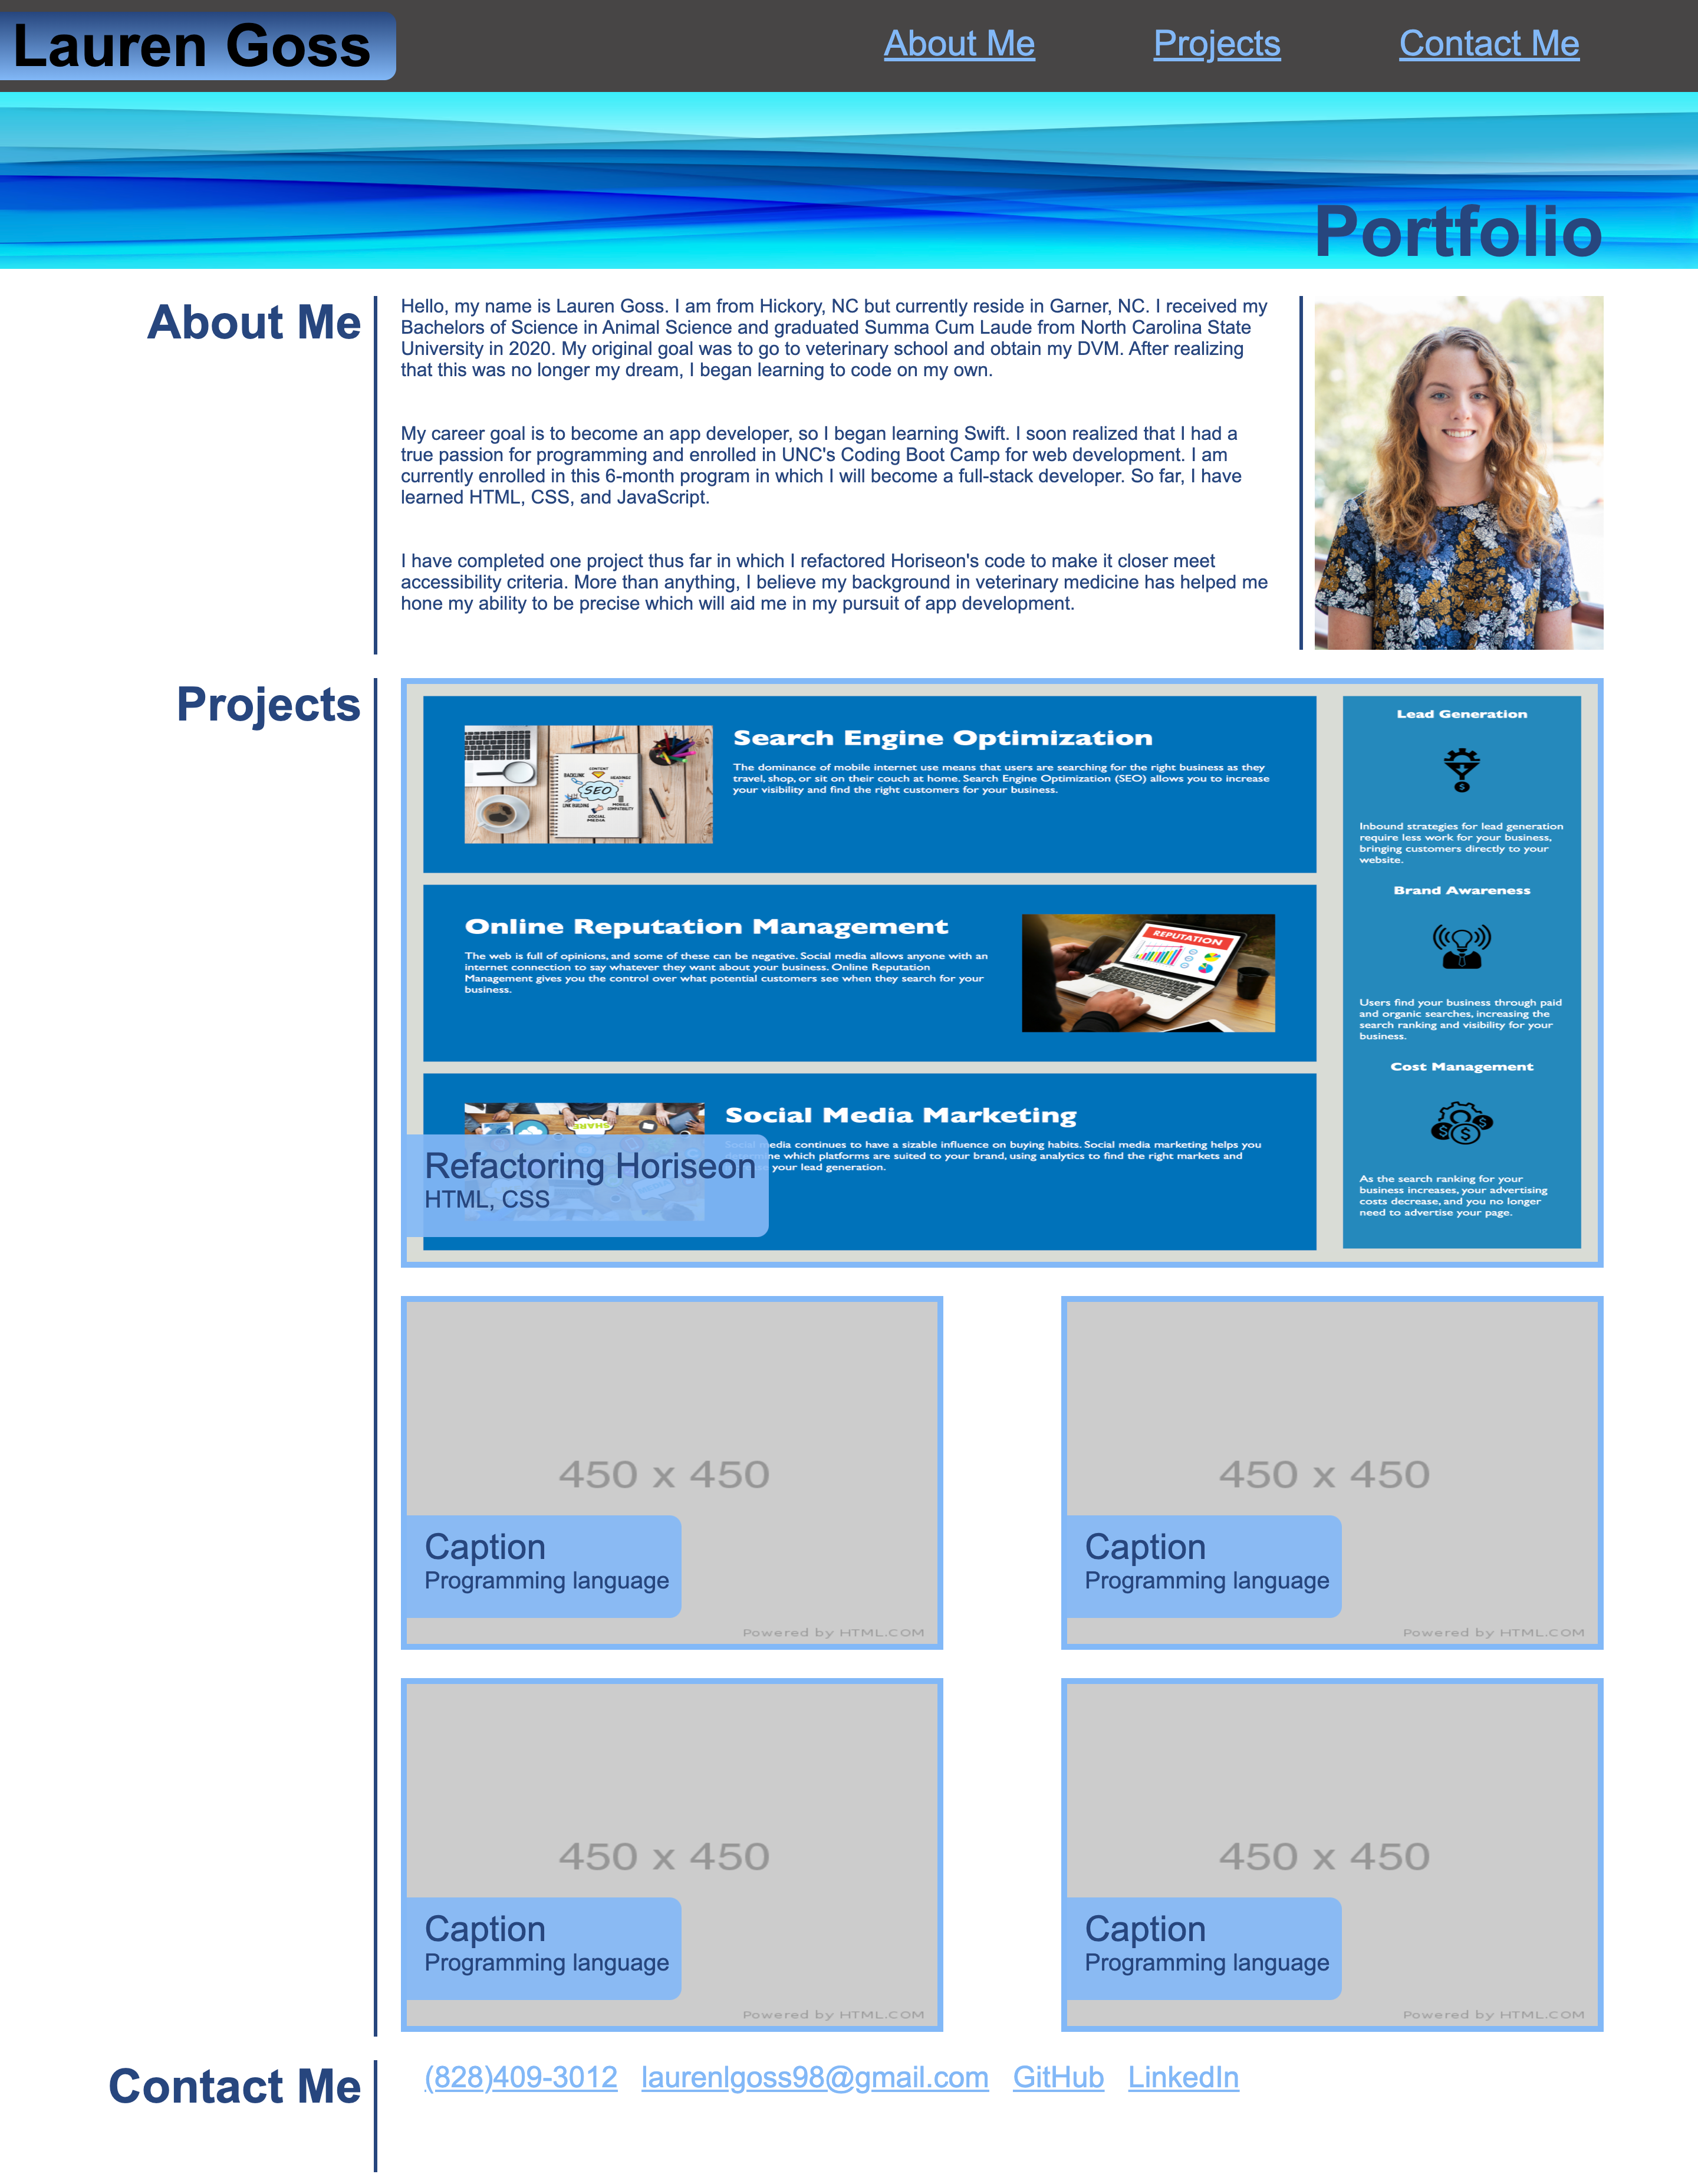 Lauren Goss
About Me
Projects
Contact Me
Portfolio
About Me
Hello, my name is Lauren Goss. I am from Hickory, NC but currently reside in Garner, NC. I received my
Bachelors of Science in Animal Science and graduated Summa Cum Laude from North Carolina State
University in 2020. My original goal was to go to veterinary school and obtain my DVM. After realizing
that this was no longer my dream, I began learning to code on my own.
My career goal is to become an app developer, so I began learning Swift. I soon realized that I had a
true passion for programming and enrolled in UNC's Coding Boot Camp for web development. I am
currently enrolled in this 6-month program in which I will become a full-stack developer. So far, I have
learned HTML, CSS, and JavaScript.
I have completed one project thus far in which I refactored Horiseon's code to make it closer meet
accessibility criteria. More than anything, I believe my background in veterinary medicine has helped me
hone my ability to be precise which will aid me in my pursuit of app development.
Projects
CONTENT
BACKLINK
HEADINGS
SEO
LINK BUILDING
MOBILE
COMPATIBILITY
SOCIAL
MEDIA
Search Engine Optimization
The dominance of mobile internet use means that users are searching for the right business as they
travel, shop, or sit on their couch at home. Search Engine Optimization (SEO) allows you to increase
your visibility and find the right customers for your business.
Online Reputation Management
The web is full of opinions, and some of these can be negative. Social media allows anyone with an
internet connection to say whatever they want about your business. Online Reputation
Management gives you the control over what potential customers see when they search for your
business.
REPUTATION
SHARE
Social Media Marketing
Social media continues to have a sizable influence on buying habits. Social media marketing helps you
determine which platforms are suited to your brand, using analytics to find the right markets and
your lead generation.
Refactoring Horiseon
HTML, CSS
Lead Generation
Inbound strategies for lead generation
require less work for your business,
bringing customers directly to your
website.
Brand Awareness
Users find your business through paid
and organic searches, increasing the
search ranking and visibility for your
business.
Cost Management
As the search ranking for your
business increases, your advertising
costs decrease, and you no longer
need to advertise your page.
450 x 450
Caption
Programming language
Powered by HTML.COM
450 x 450
Caption
Programming language
Powered by HTML.COM
450 x 450
Caption
Programming language
Powered by HTML.COM
450 x 450
Caption
Programming language
Powered by HTML.COM
Contact Me
(828)409-3012
laurenlgoss98@gmail.com
GitHub
LinkedIn